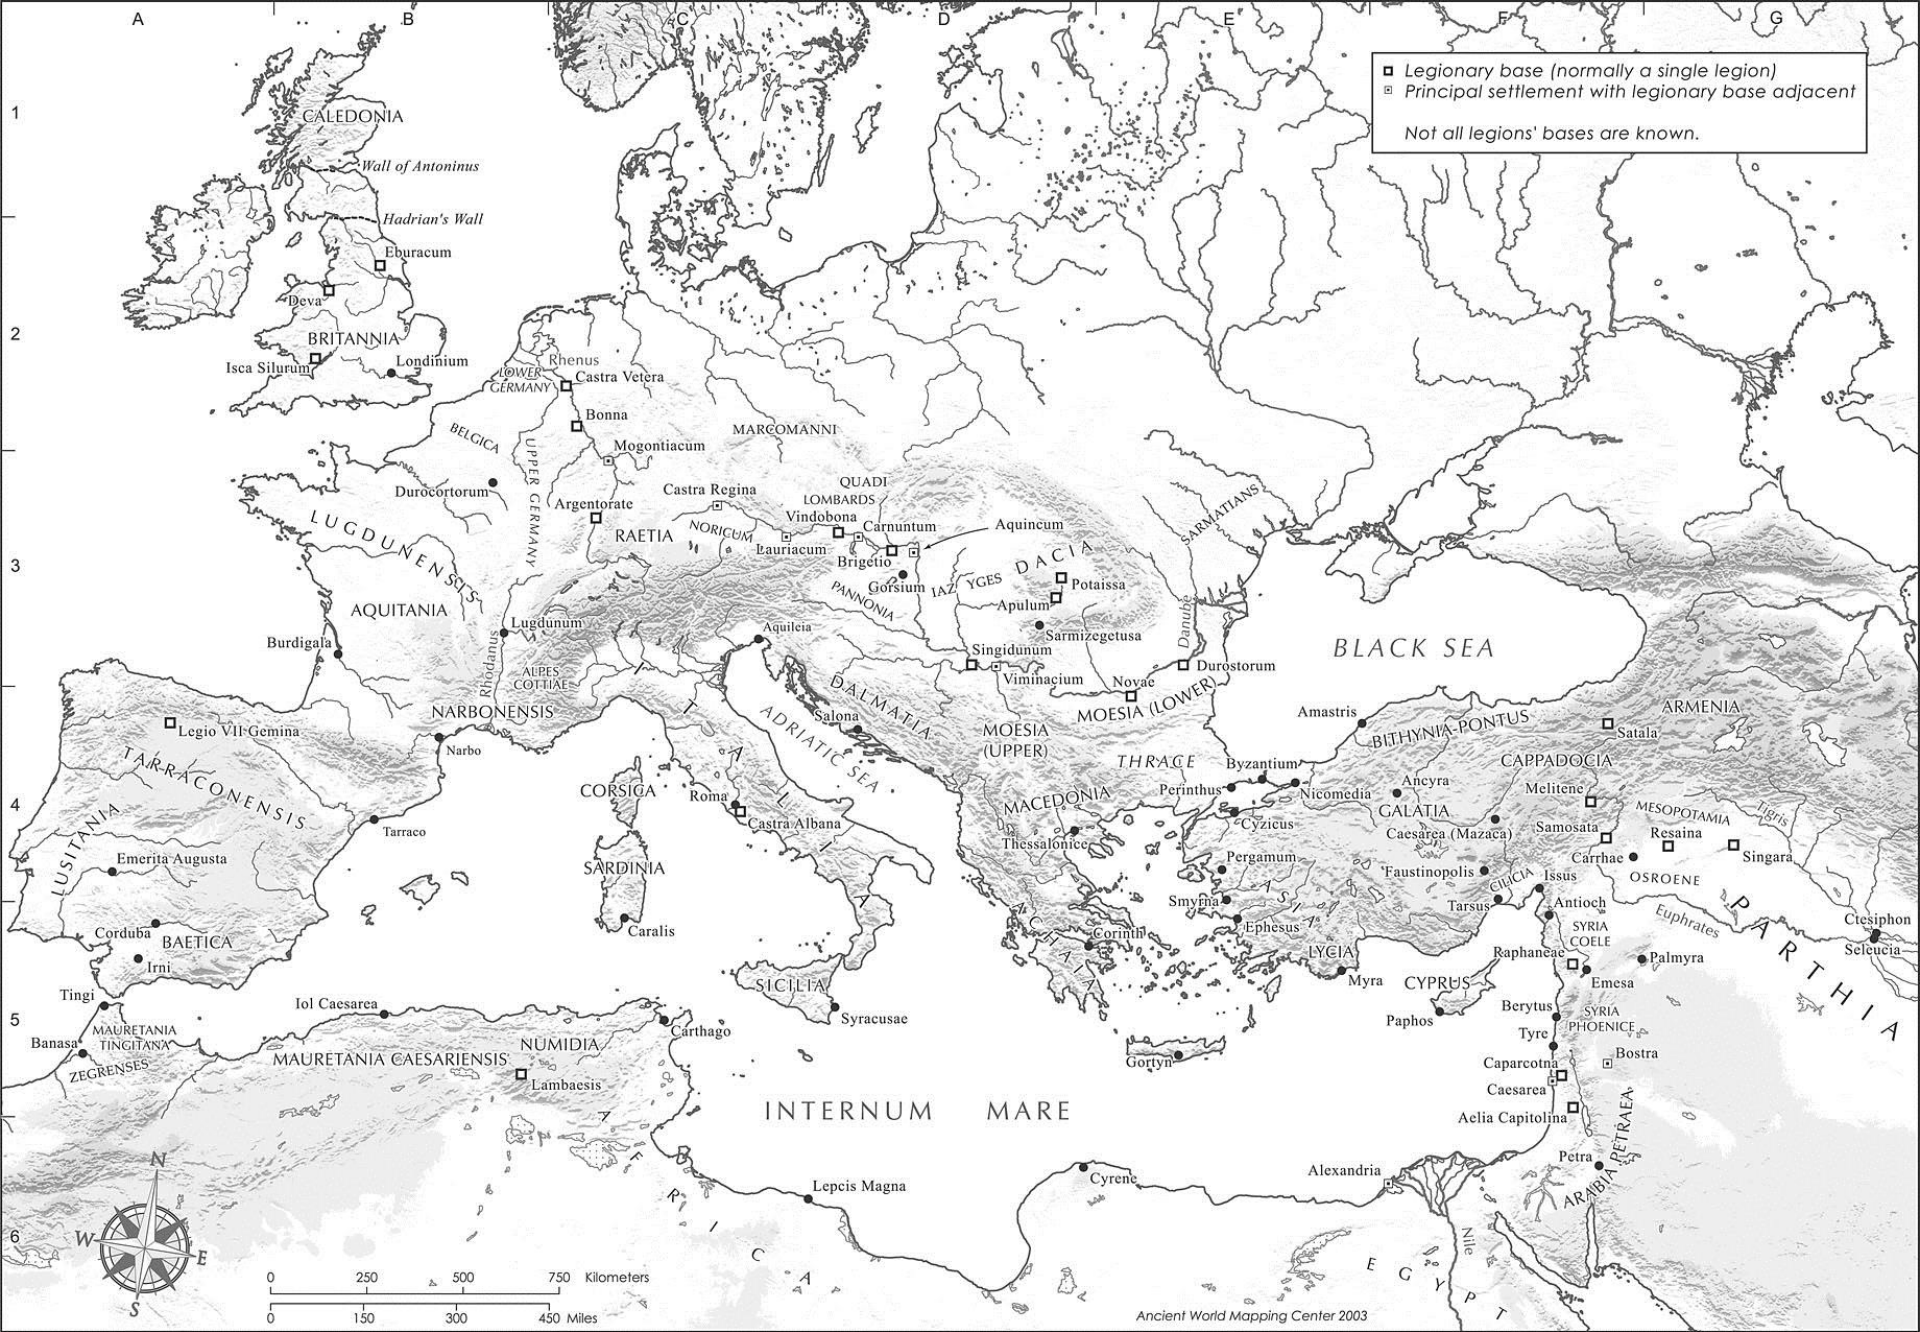 A
B
C
D
E
F
G
1
2
3
4
5
6
Legionary base (normally a single legion)
Principal settlement with legionary base adjacent
Not all legions' bases are known.
CALEDONIA
Wall of Antoninus
Hadrian's Wall
Eburacum
Deva
BRITANNIA
Isca Silurum
Londinium
Rhenus
LOWER
GERMANY
Castra Vetera
Bonna
BELGICA
UPPER GERMANY
Mogontiacum
MARCOMANNI
Durocortorum
Argentorate
Castra Regina
QUADI
LOMBARDS
Vindobona
Carnuntum
Aquincum
SARMATIANS
LUGDUNENSIS
RAETIA
NORICUM
Lauriacum
Brigetio
Gorsium
IAZYGES
DACIA
Potaissa
PANNONIA
Apulum
AQUITANIA
Lugdunum
Aquileia
Sarmizegetusa
Danube
Burdigala
Rhodanus
ALPES
COTTIAE
Singidunum
Viminacium
Durostorum
BLACK SEA
Novae
MOESIA (LOWER)
NARBONENSIS
ITALIA
DALMATIA
Salona
ADRIATIC SEA
MOESIA
(UPPER)
Amastris
BITHYNIA-PONTUS
ARMENIA
Satala
Legio VII Gemina
Narbo
TARRACONENSIS
THRACE
Byzantium
CAPPADOCIA
CORSICA
Roma
Castra Albana
MACEDONIA
Perinthus
Nicomedia
Ancyra
GALATIA
Melitene
MESOPOTAMIA
Tigris
LUSITANIA
Tarraco
Thessalonice
Cyzicus
Caesarea (Mazaca)
Samosata
Resaina
Singara
Emerita Augusta
SARDINIA
Pergamum
ASIA
Faustinopolis
CILICIA
Carrhae
Issus
OSROENE
PARTHIA
Smyrna
Tarsus
Antioch
Euphrates
Ctesiphon
Seleucia
Corduba
BAETICA
Caralis
ACHAIA
Corinth
Ephesus
LYCIA
SYRIA
COELE
Irni
Raphaneae
Palmyra
SICILIA
Myra
CYPRUS
Emesa
Tingi
Iol Caesarea
Syracusae
Paphos
Berytus
SYRIA
PHOENICE
Banasa
MAURETANIA
TINGITANA
Carthago
Tyre
ZEGRENSES
MAURETANIA CAESARIENSIS
NUMIDIA
Lambaesis
Gortyn
Caparcotna
Bostra
Caesarea
INTERNUM MARE
Aelia Capitolina
AFRICA
Petra
ARABIA PETRAEA
Alexandria
Cyrene
Lepcis Magna
Nile
EGYPT
N
W
E
S
0 250 500 750 Kilometers
0 150 300 450 Miles
Ancient World Mapping Center 2003